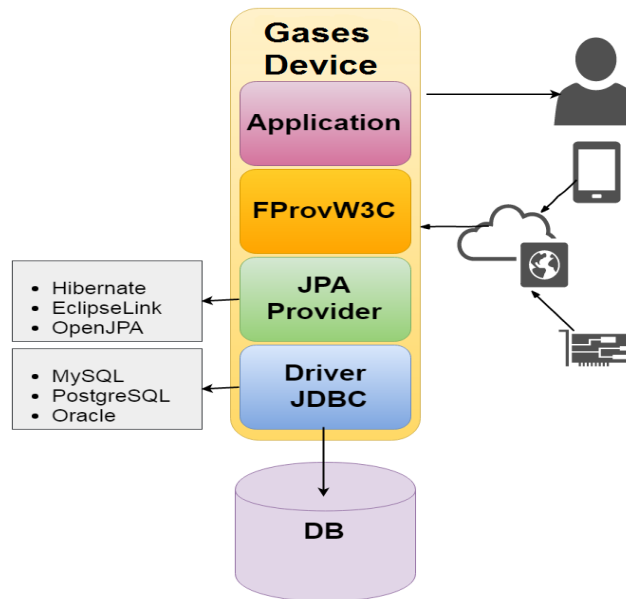 Gases
Device
Application
FProvW3C
JPA
Provider
• Hibernate
• EclipseLink
• OpenJPA
Driver
JDBC
• MySQL
• PostgreSQL
• Oracle
DB